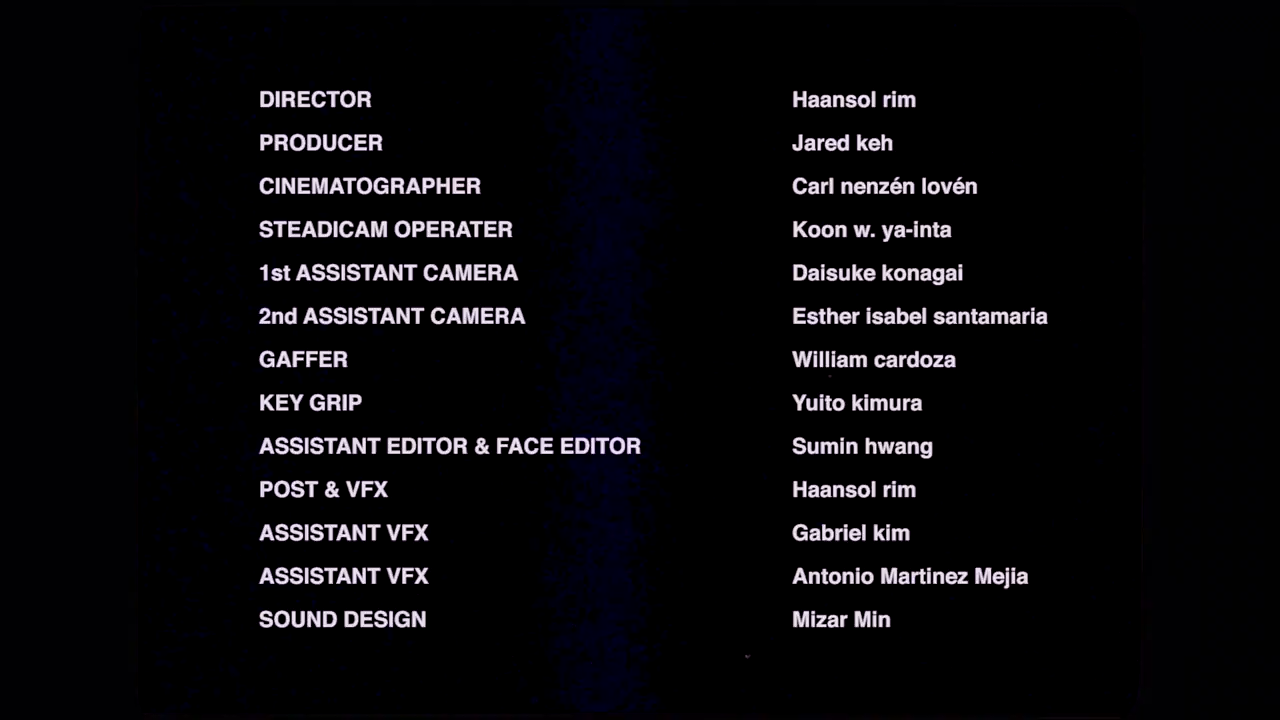 DIRECTOR Haansol rim
PRODUCER Jared keh
CINEMATOGRAPHER Carl nenzén lovén
STEADICAM OPERATER Koon w. ya-inta
1st ASSISTANT CAMERA Daisuke konagai
2nd ASSISTANT CAMERA Esther isabel santamaria
GAFFER William cardoza
KEY GRIP Yuito kimura
ASSISTANT EDITOR & FACE EDITOR Sumin hwang
POST & VFX Haansol rim
ASSISTANT VFX Gabriel kim
ASSISTANT VFX Antonio Martinez Mejia
SOUND DESIGN Mizar Min